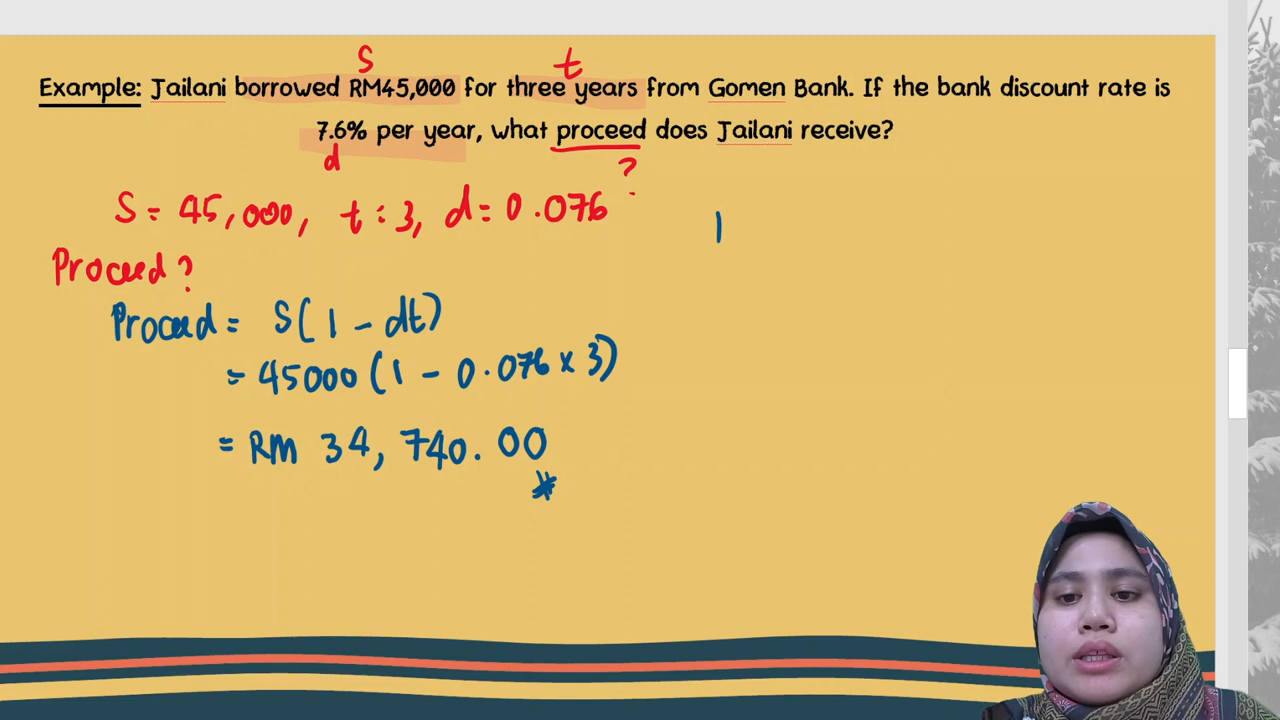 S
t
Example: Jailani borrowed RM45,000 for three years from Gomen Bank. If the bank discount rate is
7.6% per year, what proceed does Jailani receive?
d
?
S = 45,000, t = 3, d = 0.076
Proceed?
Proceed = S(1 - dt)
= 45000 (1 - 0.076 × 3)
= RM 34,740.00